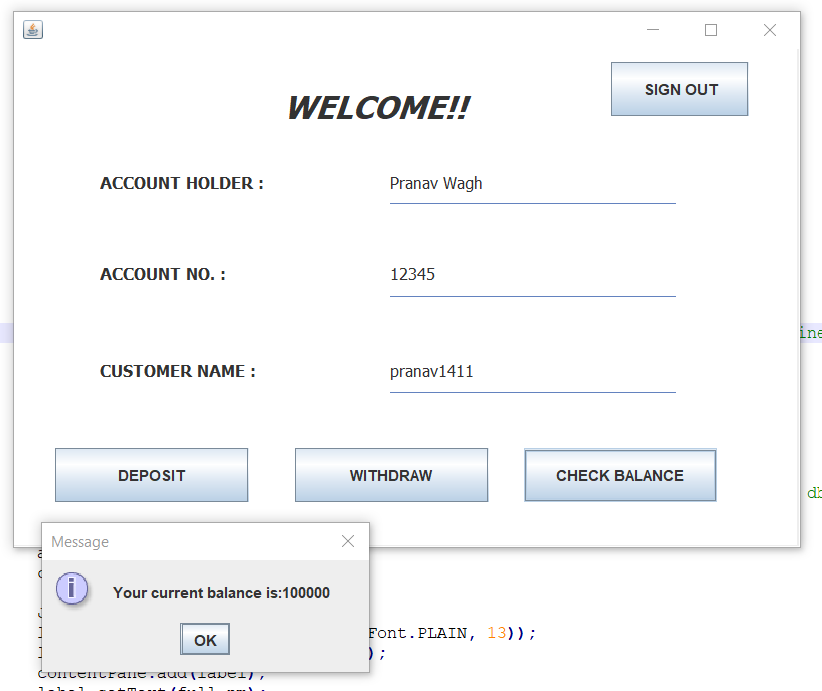 WELCOME!!
SIGN OUT
ACCOUNT HOLDER :
Pranav Wagh
ACCOUNT NO. :
12345
CUSTOMER NAME :
pranav1411
DEPOSIT
WITHDRAW
CHECK BALANCE
Message
Your current balance is:100000
OK
Font.PLAIN, 13));
);
contentPane.add(label);